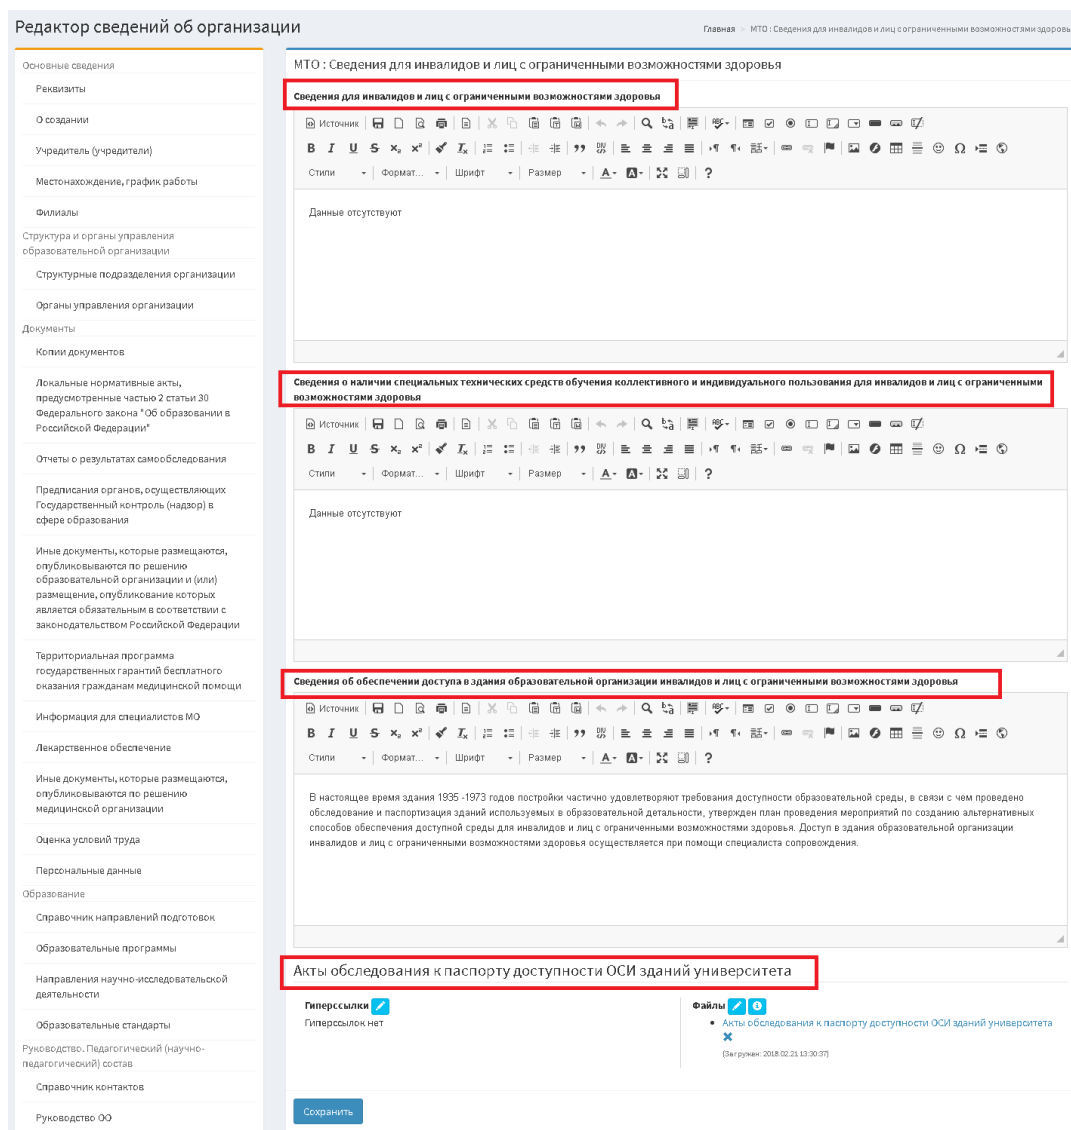 Редактор сведений об организации
Главная > МТО : Сведения для инвалидов и лиц с ограниченными возможностями здоровь
Основные сведения
Реквизиты
О создании
Учредитель (учредители)
Местонахождение, график работы
Филиалы
Структура и органы управления
образовательной организации
Структурные подразделения организации
Органы управления организации
Документы
Копии документов
Локальные нормативные акты,
предусмотренные частью 2 статьи 30
Федерального закона "Об образовании в
Российской Федерации"
Отчеты о результатах самообследования
Предписания органов, осуществляющих
Государственный контроль (надзор) в
сфере образования
Иные документы, которые размещаются,
опубликовываются по решению
образовательной организации и (или)
размещение, опубликование которых
является обязательным в соответствии с
законодательством Российской Федерации
Территориальная программа
государственных гарантий бесплатного
оказания гражданам медицинской помощи
Информация для специалистов МО
Лекарственное обеспечение
Иные документы, которые размещаются,
опубликовываются по решению
медицинской организации
Оценка условий труда
Персональные данные
Образование
Справочник направлений подготовок
Образовательные программы
Направления научно-исследовательской
деятельности
Образовательные стандарты
Руководство. Педагогический (научно-
педагогический) состав
Справочник контактов
Руководство ОО
МТО : Сведения для инвалидов и лиц с ограниченными возможностями здоровья
Сведения для инвалидов и лиц с ограниченными возможностями здоровья
Источник
Стили Формат... Шрифт Размер
Данные отсутствуют
Сведения о наличии специальных технических средств обучения коллективного и индивидуального пользования для инвалидов и лиц с ограниченными
возможностями здоровья
Источник
Стили Формат... Шрифт Размер
Данные отсутствуют
Сведения об обеспечении доступа в здания образовательной организации инвалидов и лиц с ограниченными возможностями здоровья
Источник
Стили Формат... Шрифт Размер
В настоящее время здания 1935 -1973 годов постройки частично удовлетворяют требования доступности образовательной среды, в связи с чем проведено
обследование и паспортизация зданий используемых в образовательной детальности, утвержден план проведения мероприятий по созданию альтернативных
способов обеспечения доступной среды для инвалидов и лиц с ограниченными возможностями здоровья. Доступ в здания образовательной организации
инвалидов и лиц с ограниченными возможностями здоровья осуществляется при помощи специалиста сопровождения.
Акты обследования к паспорту доступности ОСИ зданий университета
Гиперссылки
Гиперссылок нет
Файлы
Акты обследования к паспорту доступности ОСИ зданий университета
(Загружен: 2018.02.21 13:30:37)
Сохранить